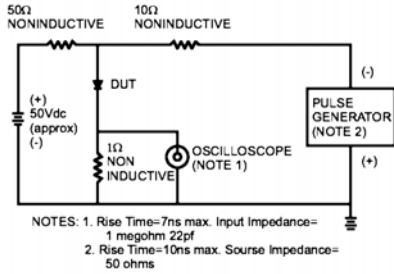 50Ω
NONINDUCTIVE
10Ω
NONINDUCTIVE
(+)
50Vdc
(approx)
(-)
DUT
1Ω
NON
INDUCTIVE
OSCILLOSCOPE
(NOTE 1)
(-)
PULSE
GENERATOR
(NOTE 2)
(+)
NOTES: 1. Rise Time=7ns max. Input Impedance=
1 megohm 22pf
2. Rise Time=10ns max. Sourse Impedance=
50 ohms